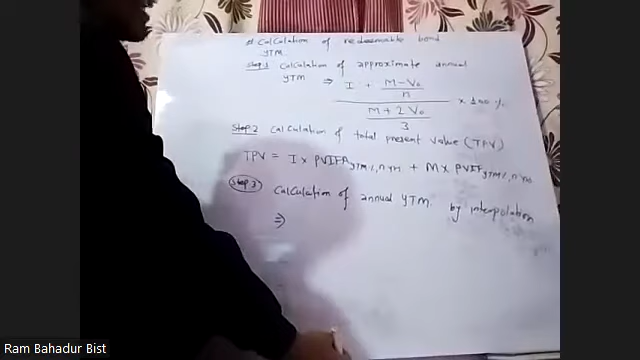 # Calculation of redeemable bond
YTM.
Step 1 Calculation of approximate annual
YTM ⇒ I + (M - V₀)/n
(M + 2V₀)/3 × 100 %
Step 2 Calculation of total present value (TPV)
TPV = I × PVIFA YTM%, n yrs + M × PVIF YTM%, n yrs
Step 3 Calculation of annual YTM. by interpolation
⇒
Ram Bahadur Bist